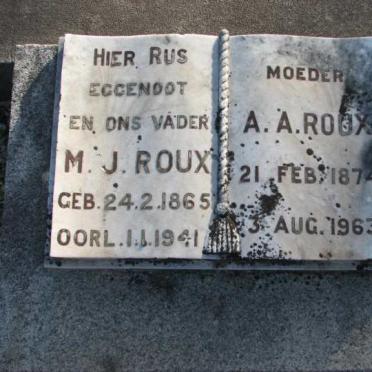 HIER RUS
EGGENOOT
EN ONS VADER
M. J. ROUX
GEB. 24.2.1865
OORL. 1.1.1941
MOEDER
A. A. ROUX
21 FEB. 1874
3 AUG. 1963